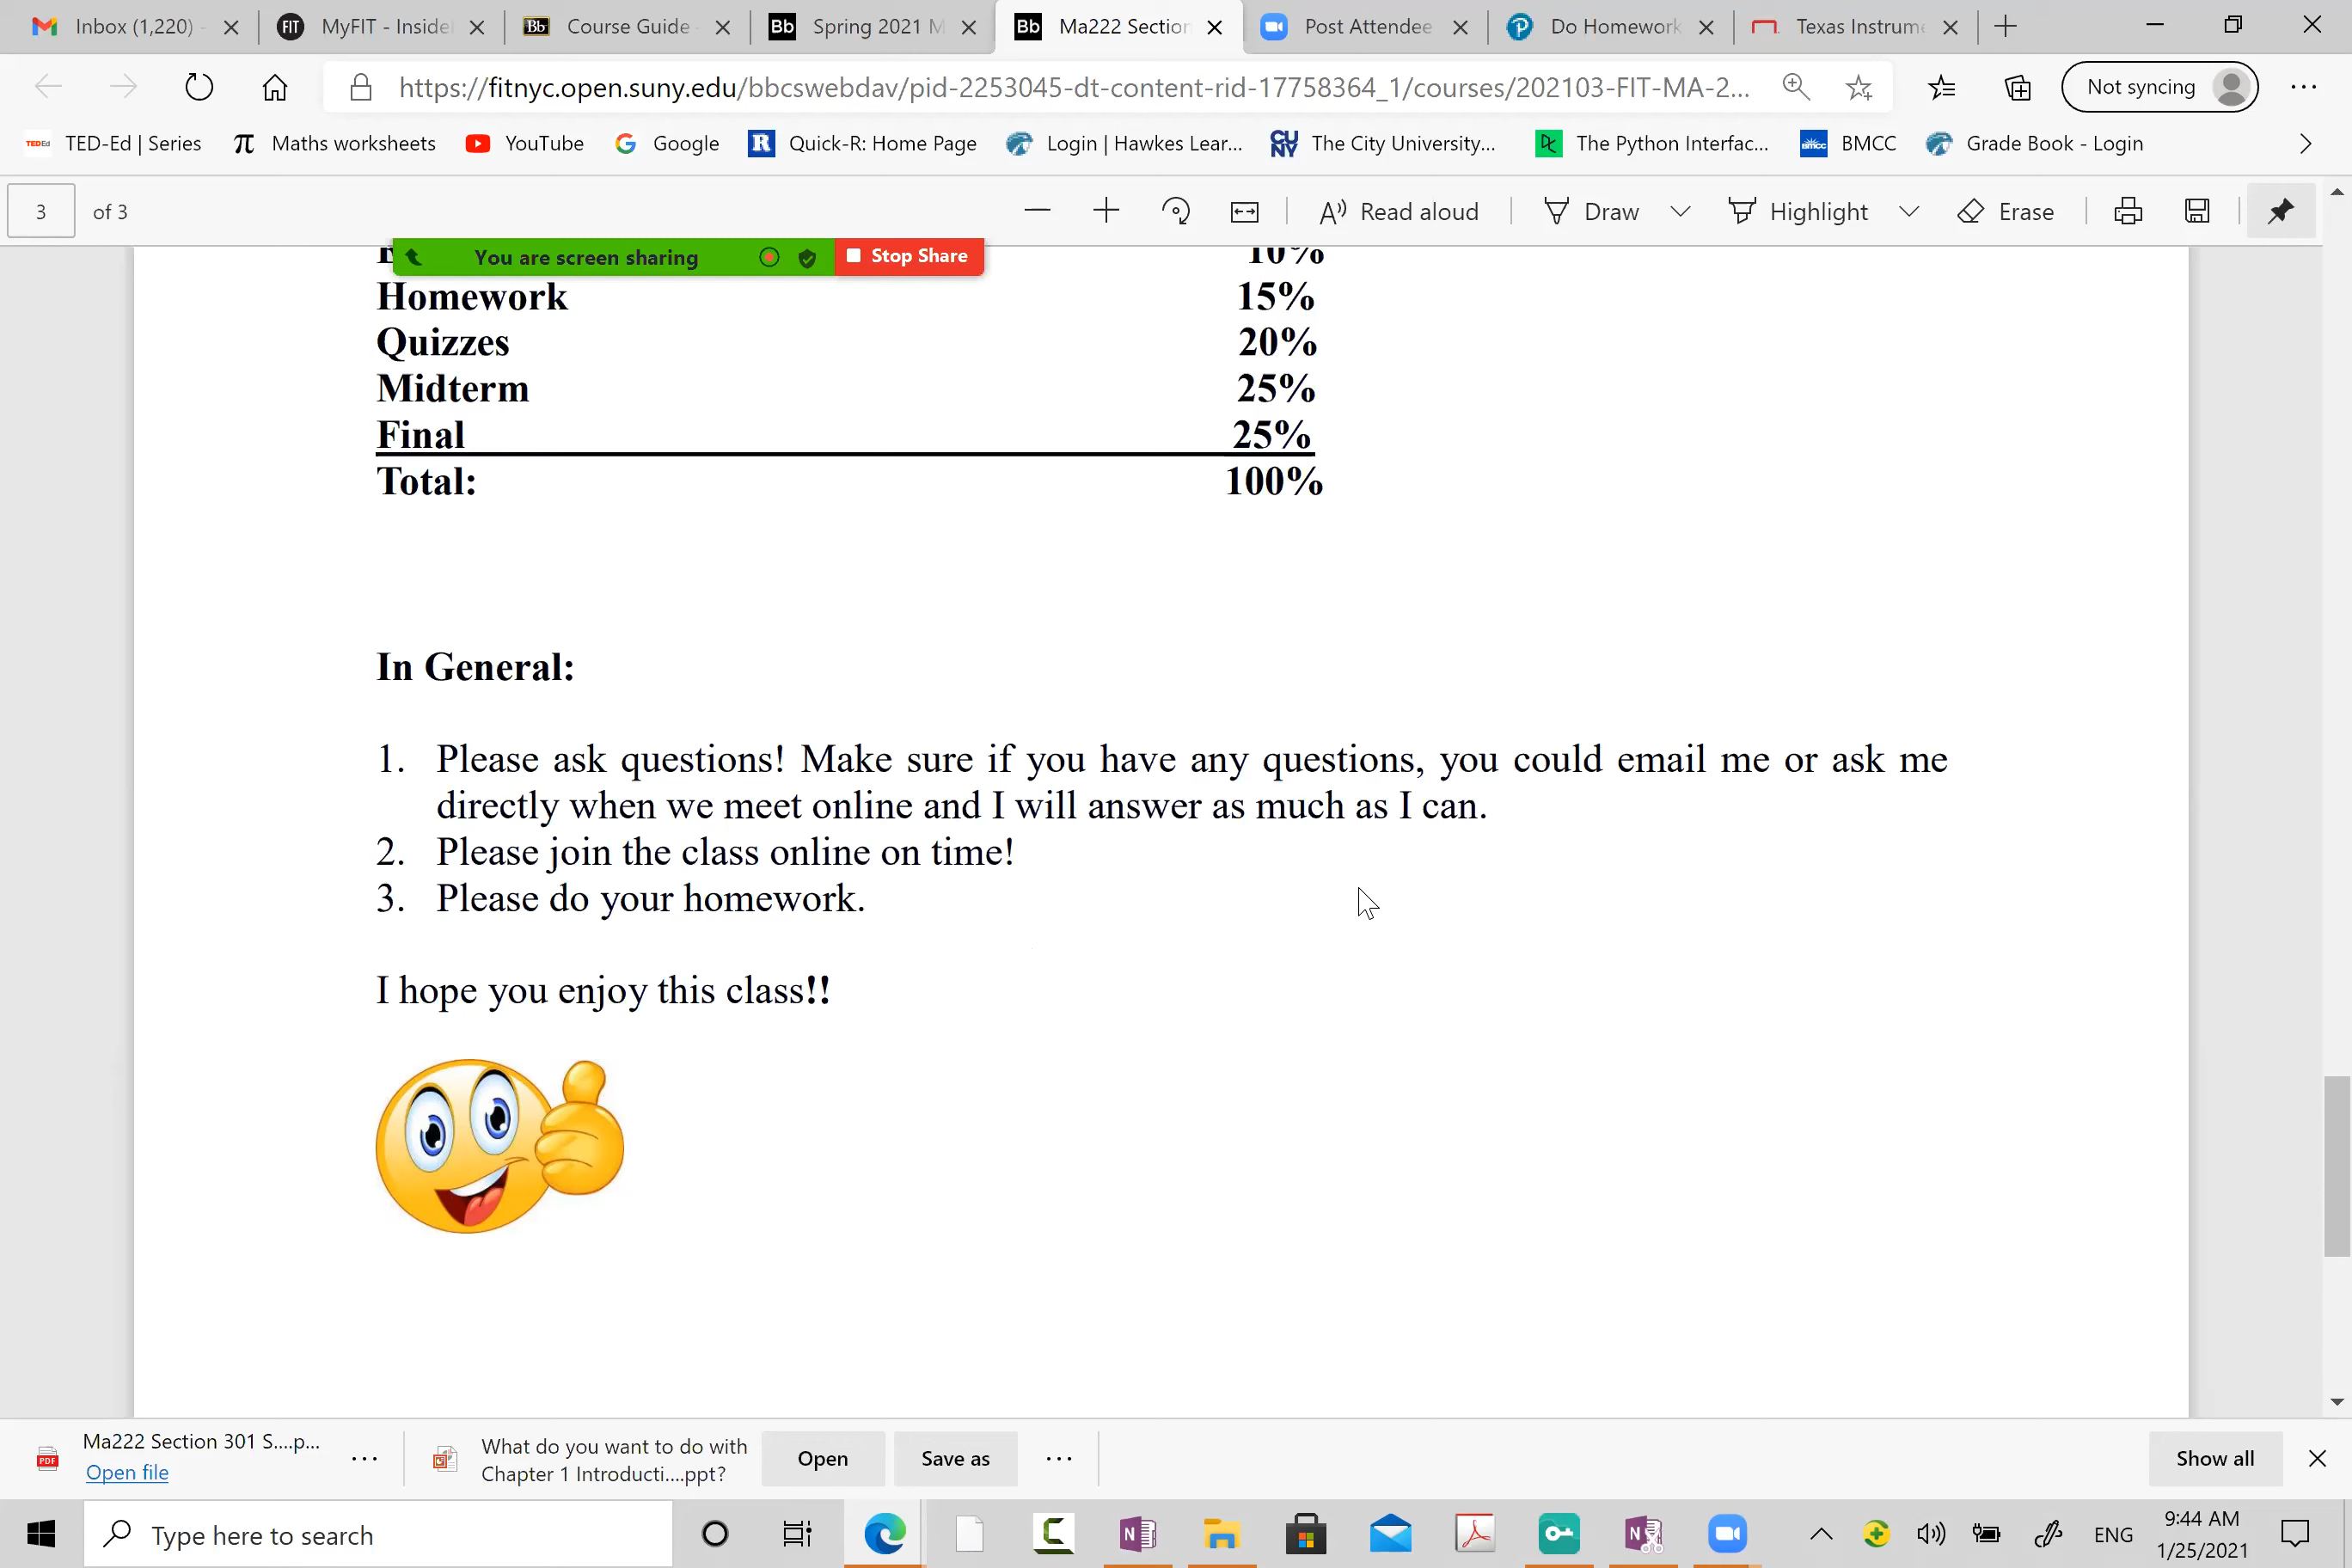 Inbox (1,220) -
FIT MyFIT - Inside
Bb Course Guide -
Bb Spring 2021 M
Bb Ma222 Section
Post Attendee
Do Homework
Texas Instrume
https://fitnyc.open.suny.edu/bbcswebdav/pid-2253045-dt-content-rid-17758364_1/courses/202103-FIT-MA-2...
Not syncing
TED-Ed | Series
Maths worksheets
YouTube
Google
Quick-R: Home Page
Login | Hawkes Lear...
The City University...
The Python Interfac...
BMCC
Grade Book - Login
3 of 3
Read aloud
Draw
Highlight
Erase
You are screen sharing
Stop Share
10%
Homework 15%
Quizzes 20%
Midterm 25%
Final 25%
Total: 100%
In General:
1. Please ask questions! Make sure if you have any questions, you could email me or ask me
directly when we meet online and I will answer as much as I can.
2. Please join the class online on time!
3. Please do your homework.
I hope you enjoy this class!!
Ma222 Section 301 S....p...
Open file
What do you want to do with
Chapter 1 Introducti....ppt?
Open
Save as
Show all
Type here to search
ENG
9:44 AM
1/25/2021